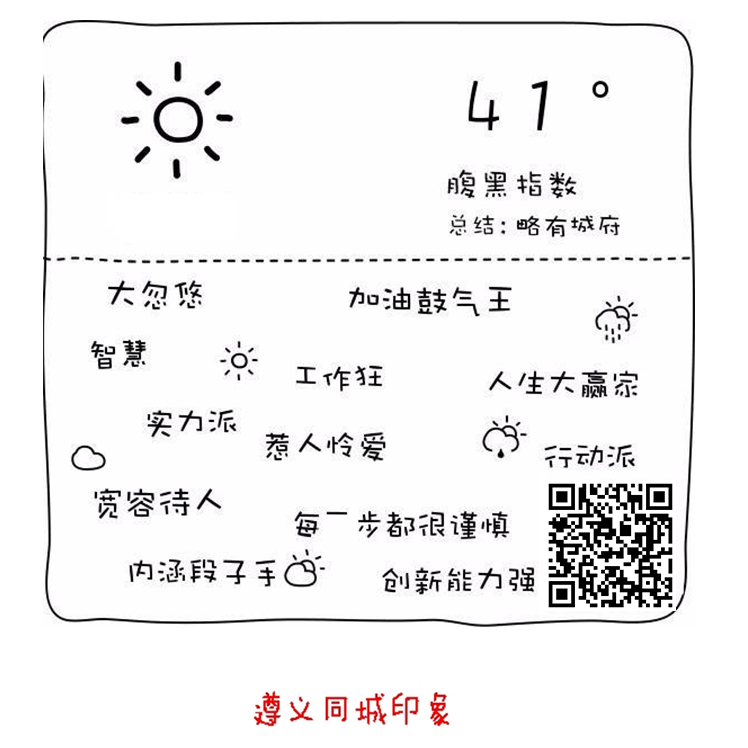 41°
腹黑指数
总结：略有城府
大忽悠
加油鼓气王
智慧
工作狂
人生大赢家
实力派
惹人怜爱
行动派
宽容待人
每一步都很谨慎
内涵段子手
创新能力强
遵义同城印象